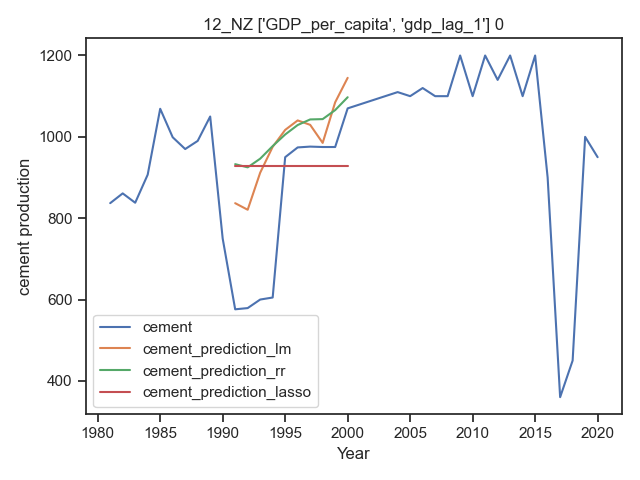 12_NZ ['GDP_per_capita', 'gdp_lag_1'] 0
cement production
1200
1000
800
600
400
cement
cement_prediction_lm
cement_prediction_rr
cement_prediction_lasso
1980 1985 1990 1995 2000 2005 2010 2015 2020
Year